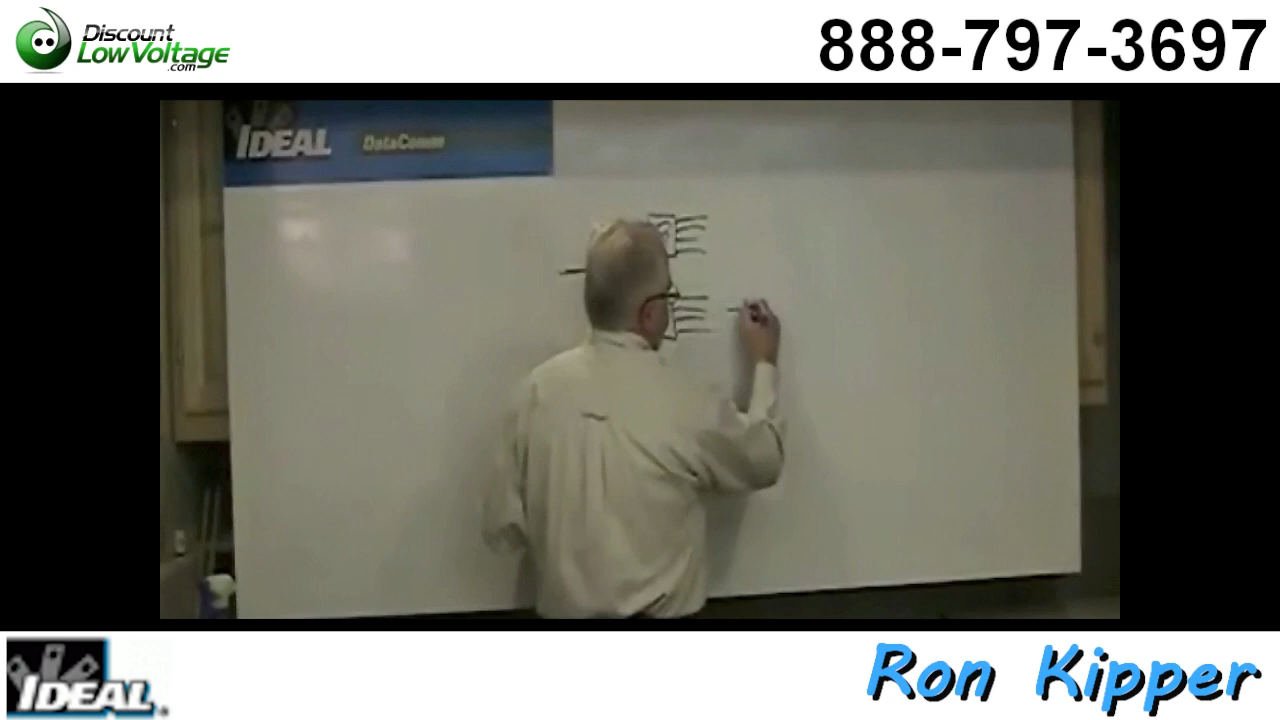 Discount
LowVoltage
.com
888-797-3697
IDEAL
DataComm
IDEAL
Ron Kipper